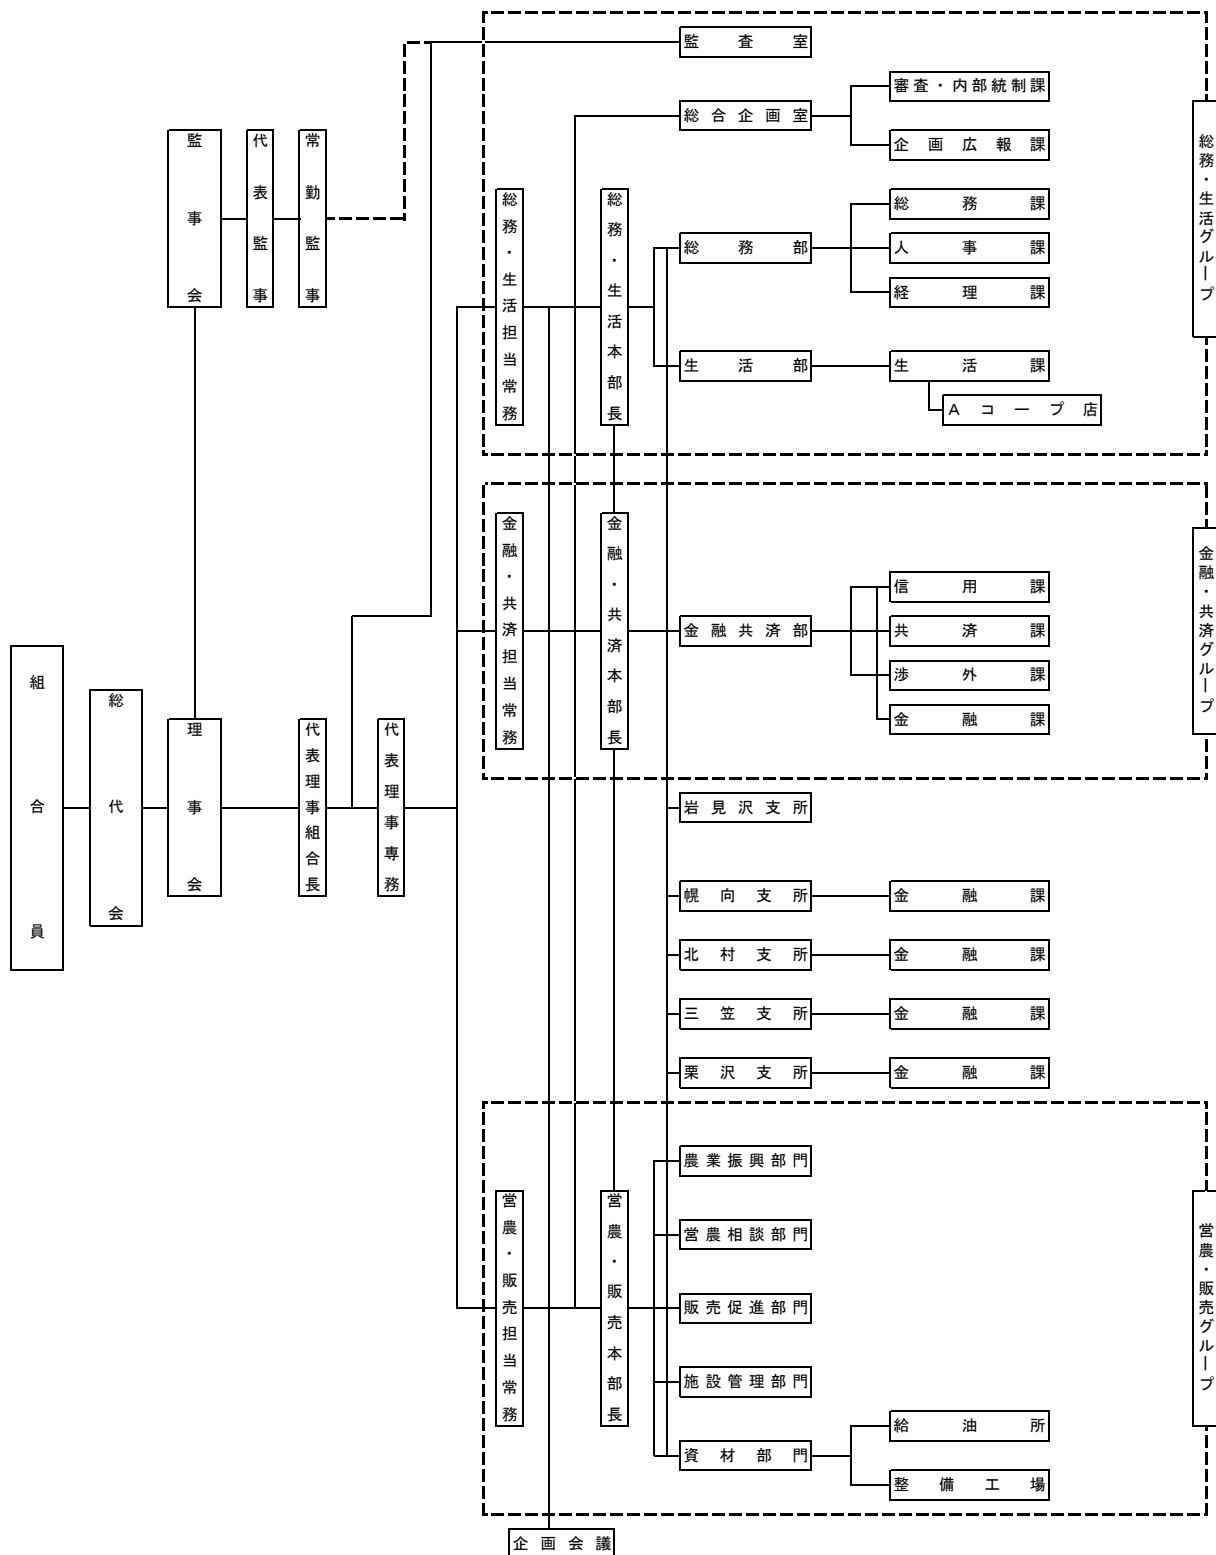 監査室
総合企画室
審査・内部統制課
企画広報課
総務・生活グループ
監事会
代表監事
常勤監事
総務・生活担当常務
総務・生活本部長
総務部
総務課
人事課
経理課
生活部
生活課
Aコープ店
金融・共済担当常務
金融・共済本部長
金融共済部
信用課
共済課
渉外課
金融課
金融・共済グループ
組合員
総代会
理事会
代表理事組合長
代表理事専務
岩見沢支所
幌向支所
金融課
北村支所
金融課
三笠支所
金融課
栗沢支所
金融課
営農・販売担当常務
営農・販売本部長
農業振興部門
営農相談部門
販売促進部門
施設管理部門
資材部門
給油所
整備工場
営農・販売グループ
企画会議